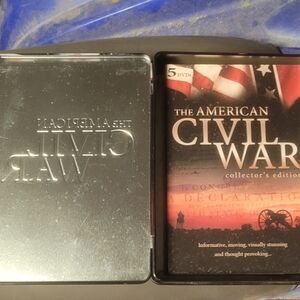 THE AMERICAN
CIVIL
WAR
5 DVDs
THE AMERICAN
CIVIL
WAR
collector's edition
DECLARATION
Informative, moving, visually stunning
and thought provoking...